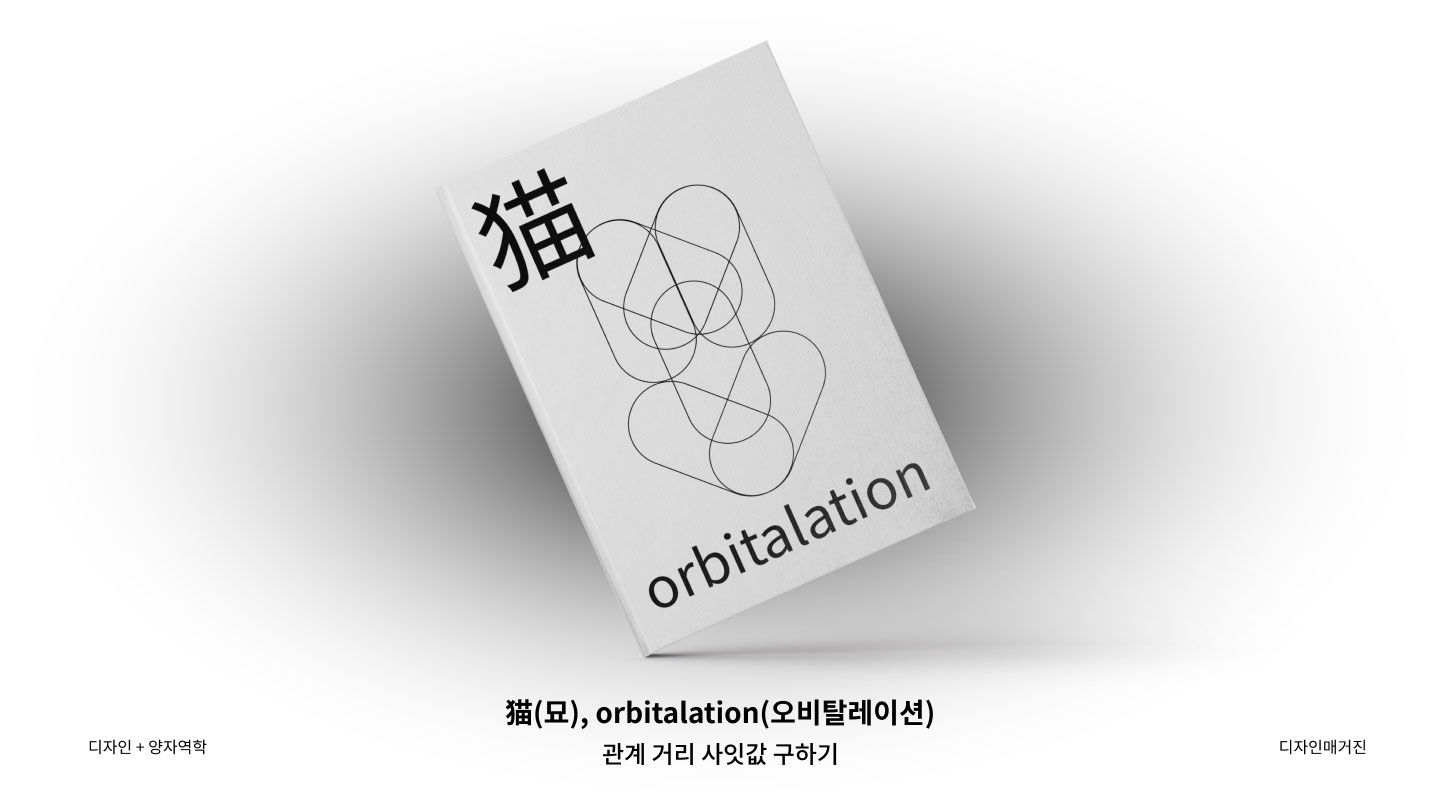 猫
orbitalation
猫(묘), orbitalation(오비탈레이션)
관계 거리 사잇값 구하기
디자인 + 양자역학
디자인매거진